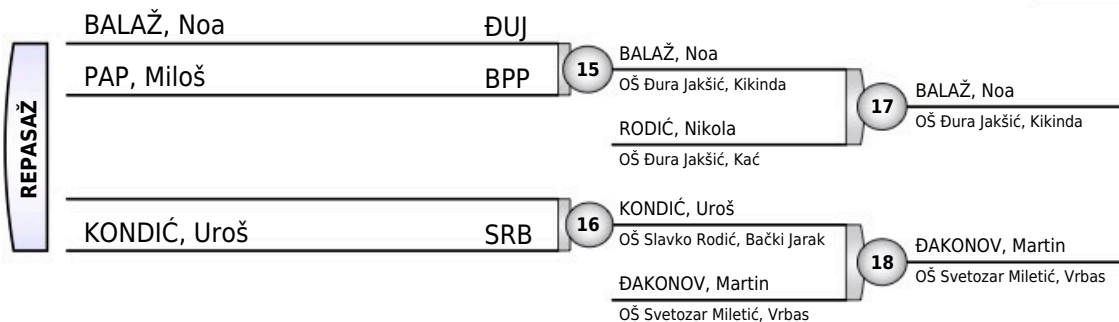 REPASAŽ
BALAŽ, Noa ĐUJ
PAP, Miloš BPP
15
BALAŽ, Noa
OŠ Đura Jakšić, Kikinda
RODIĆ, Nikola
OŠ Đura Jakšić, Kać
17
BALAŽ, Noa
OŠ Đura Jakšić, Kikinda
KONDIĆ, Uroš SRB
16
KONDIĆ, Uroš
OŠ Slavko Rodić, Bački Jarak
ĐAKONOV, Martin
OŠ Svetozar Miletić, Vrbas
18
ĐAKONOV, Martin
OŠ Svetozar Miletić, Vrbas